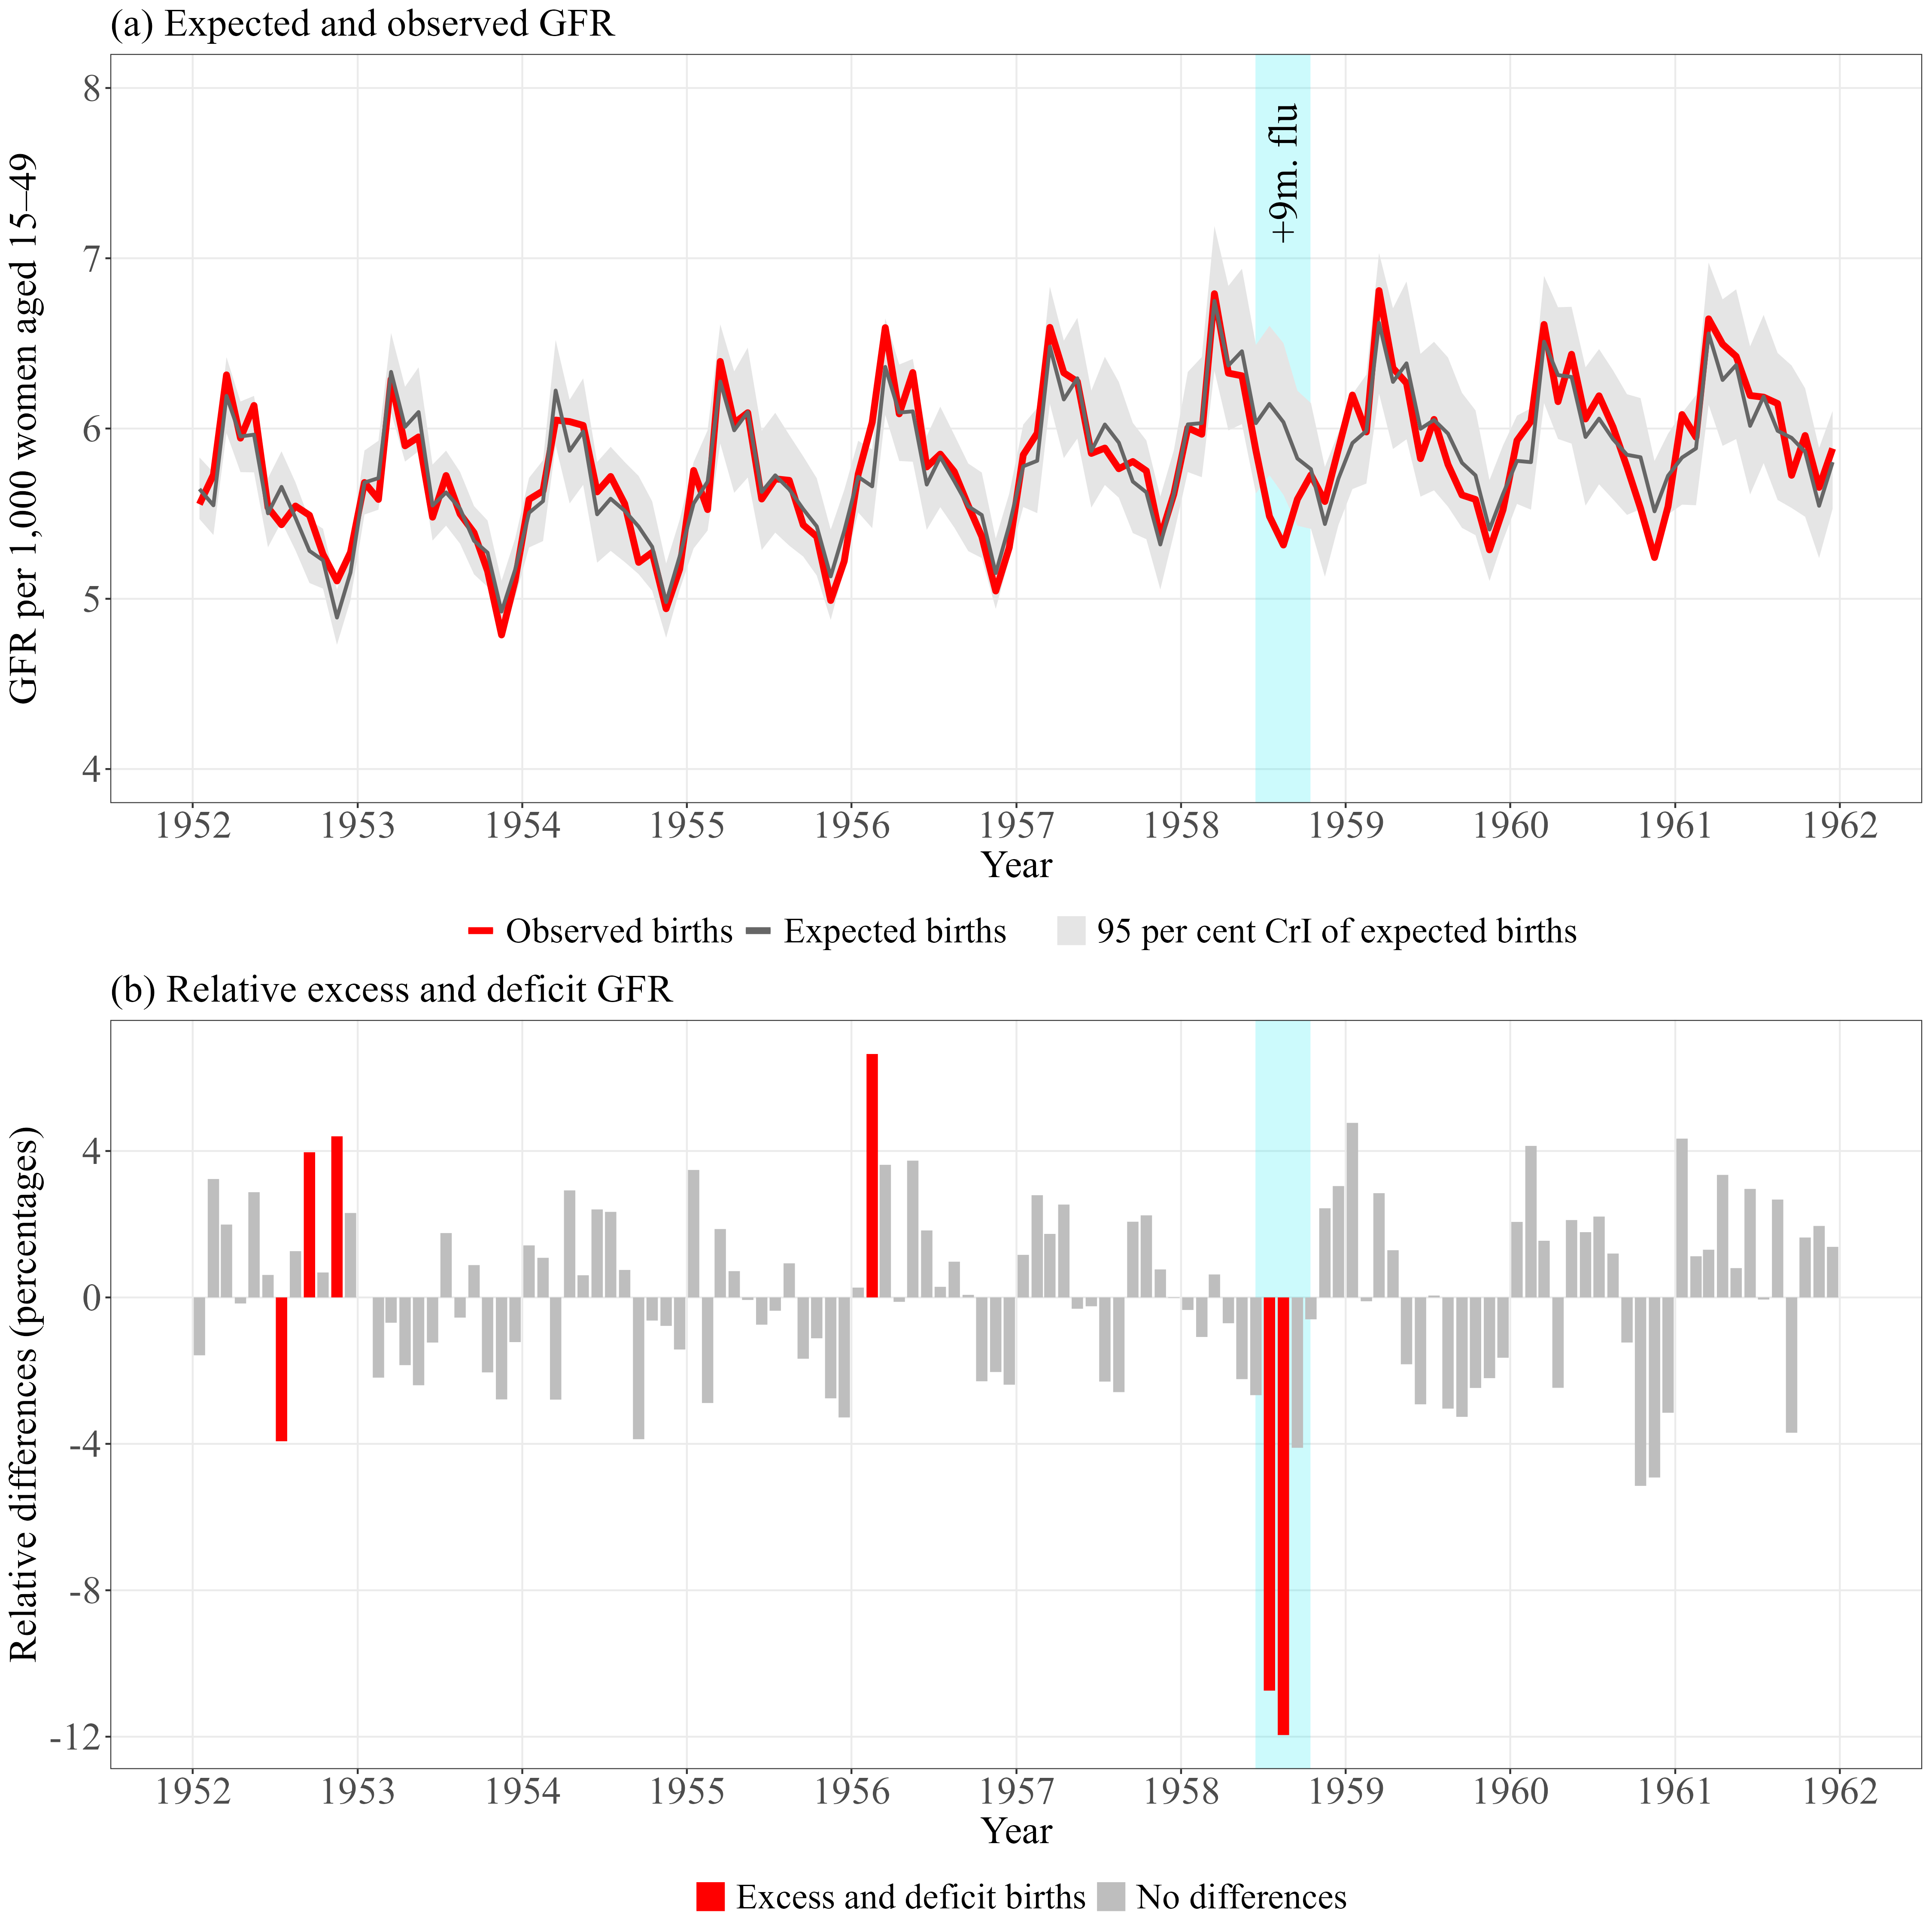 (a) Expected and observed GFR
GFR per 1,000 women aged 15–49
8
7
6
5
4
+9m. flu
1952 1953 1954 1955 1956 1957 1958 1959 1960 1961 1962
Year
Observed births Expected births 95 per cent CrI of expected births
(b) Relative excess and deficit GFR
Relative differences (percentages)
4
0
-4
-8
-12
1952 1953 1954 1955 1956 1957 1958 1959 1960 1961 1962
Year
Excess and deficit births No differences